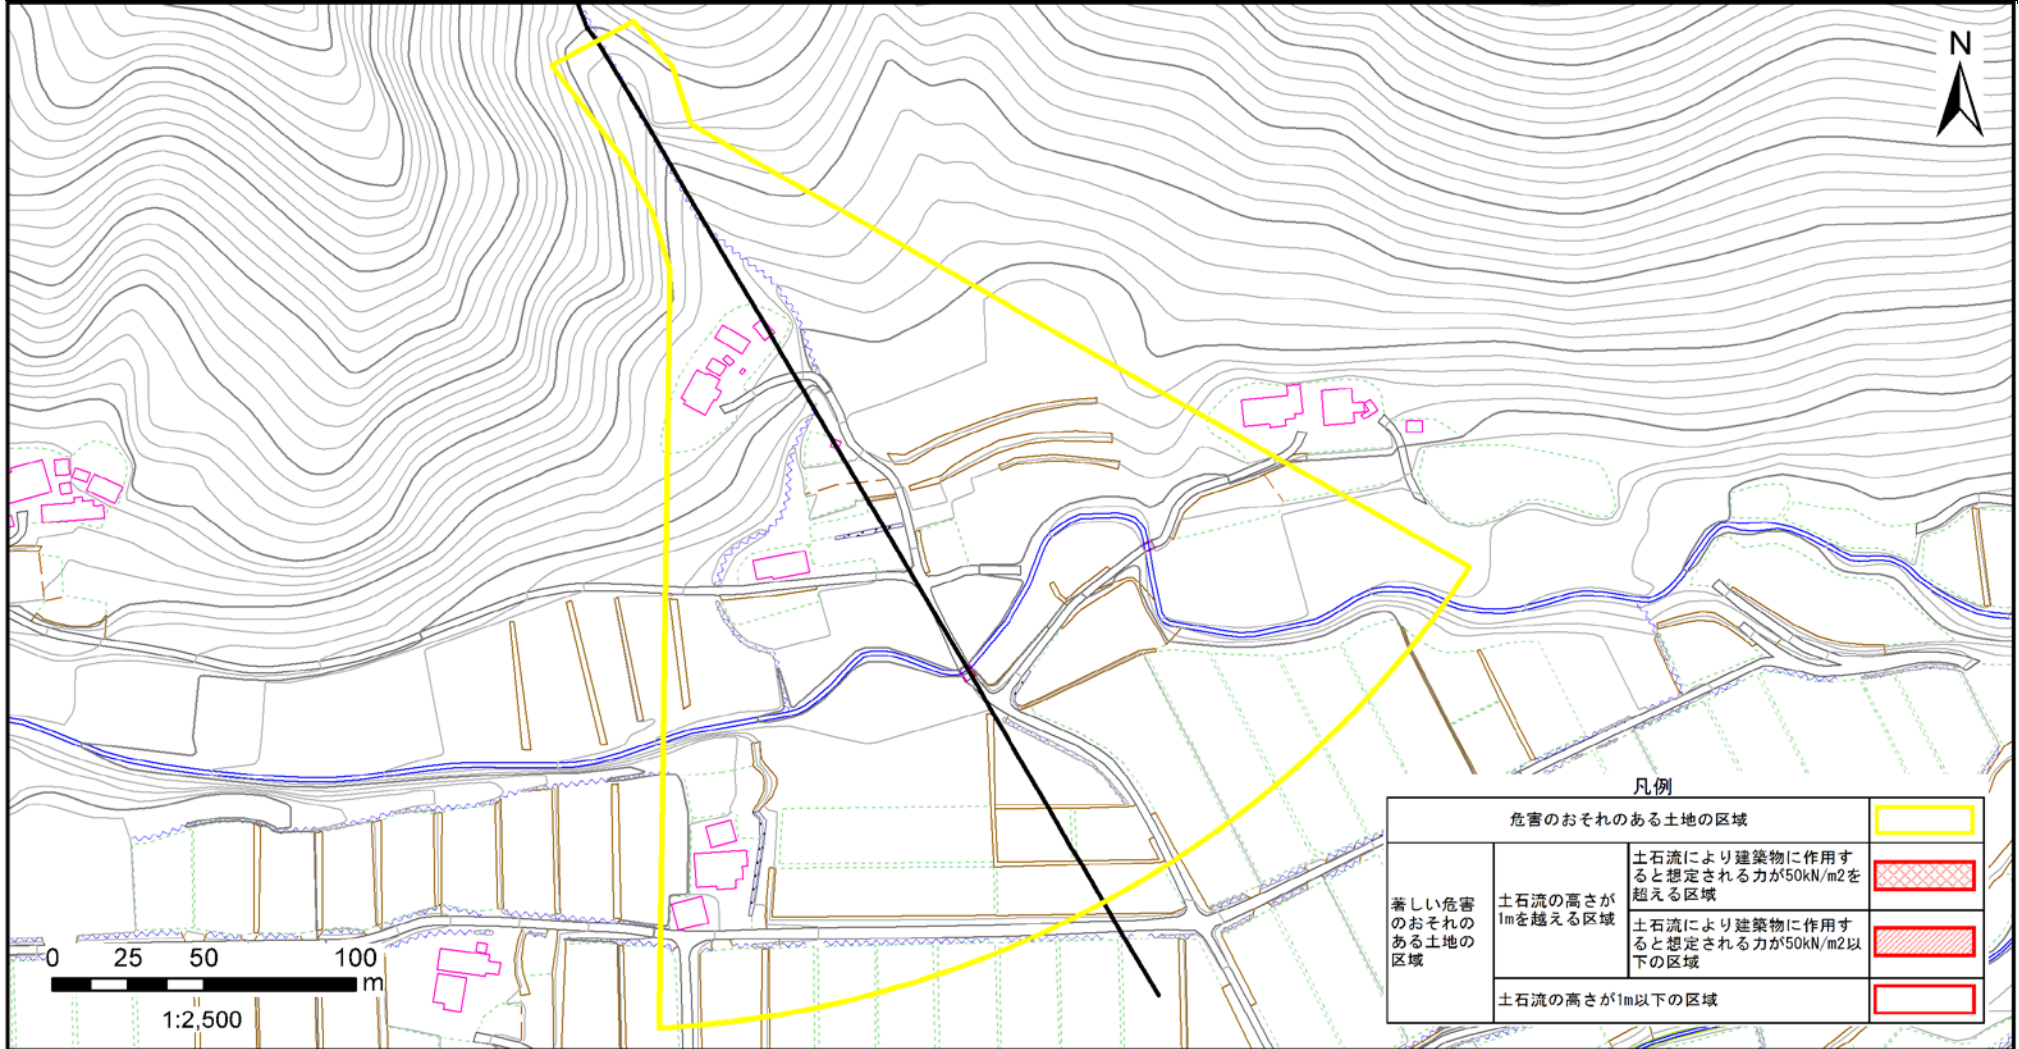 N
凡例
危害のおそれのある土地の区域
著しい危害
のおそれの
ある土地の
区域
土石流の高さが
1mを越える区域
土石流により建築物に作用す
ると想定される力が50kN/m2を
超える区域
土石流により建築物に作用す
ると想定される力が50kN/m2以
下の区域
土石流の高さが1m以下の区域
0 25 50 100
m
1:2,500